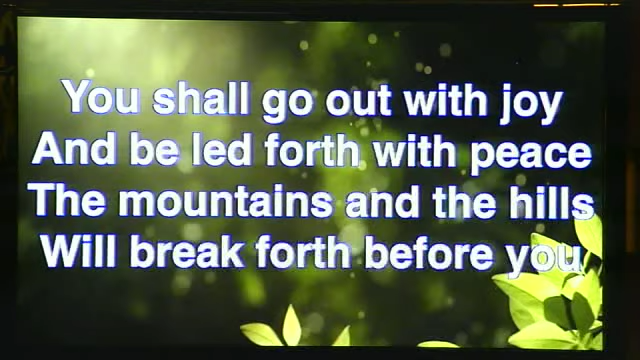 You shall go out with joy
And be led forth with peace
The mountains and the hills
Will break forth before you